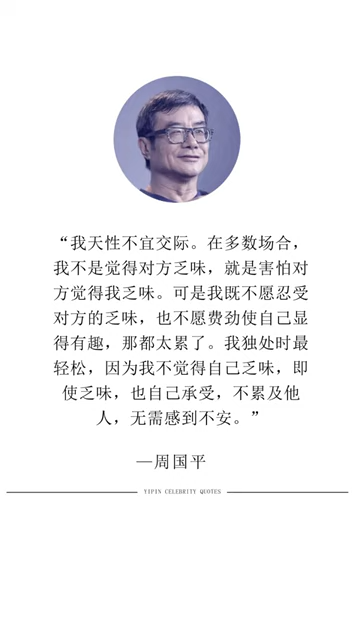 “我天性不宜交际。在多数场合，
我不是觉得对方乏味，就是害怕对
方觉得我乏味。可是我既不愿忍受
对方的乏味，也不愿费劲使自己显
得有趣，那都太累了。我独处时最
轻松，因为我不觉得自己乏味，即
使乏味，也自己承受，不累及他
人，无需感到不安。”
—周国平
YIPIN CELEBRITY QUOTES